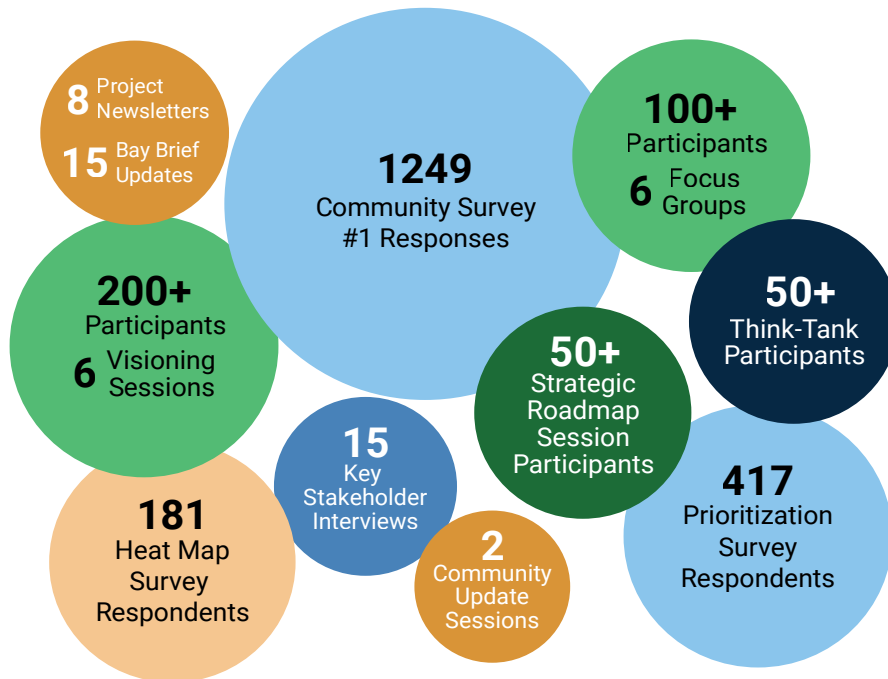 8 Project
Newsletters
15 Bay Brief
Updates
1249
Community Survey
#1 Responses
100+
Participants
6 Focus
Groups
200+
Participants
6 Visioning
Sessions
50+
Think-Tank
Participants
50+
Strategic
Roadmap
Session
Participants
15
Key
Stakeholder
Interviews
417
Prioritization
Survey
Respondents
181
Heat Map
Survey
Respondents
2
Community
Update
Sessions